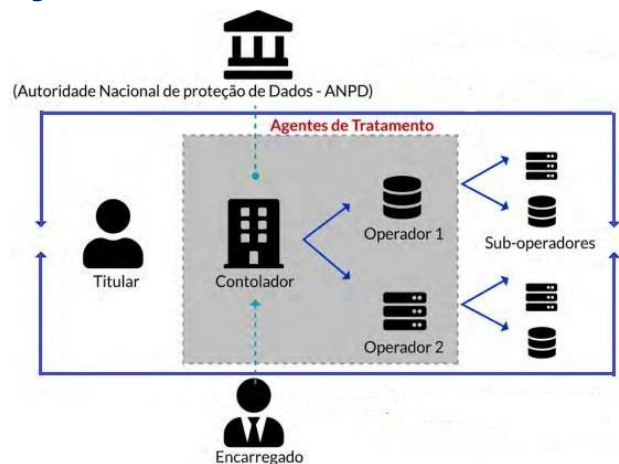 (Autoridade Nacional de proteção de Dados - ANPD)
Agentes de Tratamento
Titular
Contolador
Operador 1
Operador 2
Sub-operadores
Encarregado